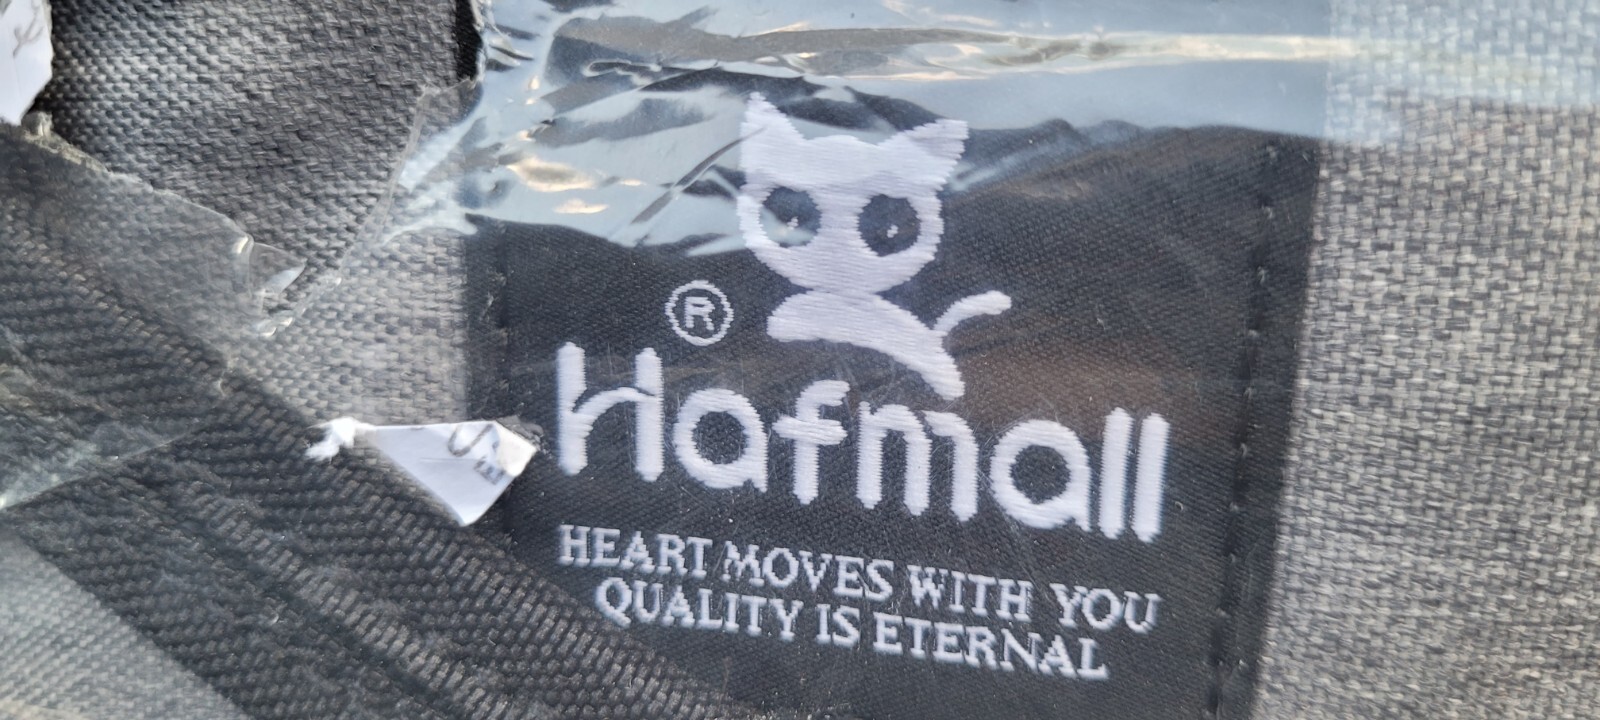 ®
Hafmall
HEART MOVES WITH YOU
QUALITY IS ETERNAL